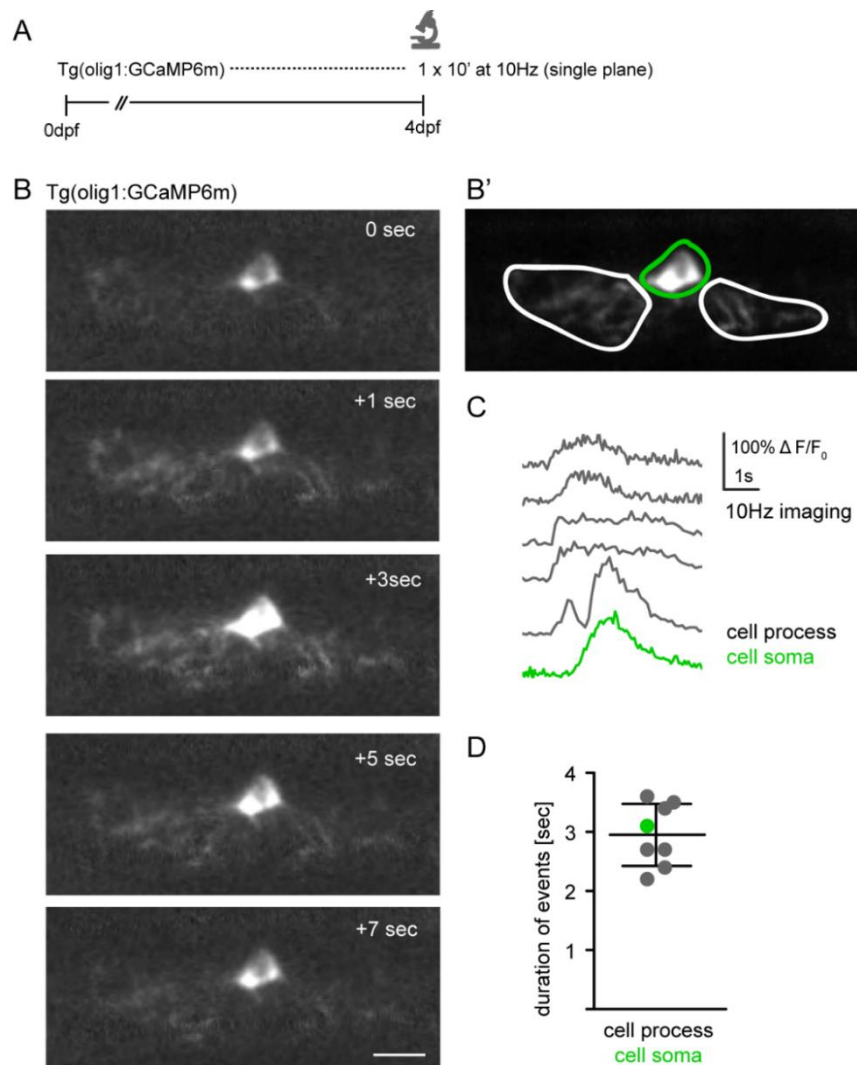 A
Tg(olig1:GCaMP6m)
1 x 10' at 10Hz (single plane)
0dpf
4dpf
B Tg(olig1:GCaMP6m)
0 sec
+1 sec
+3sec
+5 sec
+7 sec
B'
C
100% Δ F/F₀
1s
10Hz imaging
cell process
cell soma
D
duration of events [sec]
4
3
2
1
cell process
cell soma